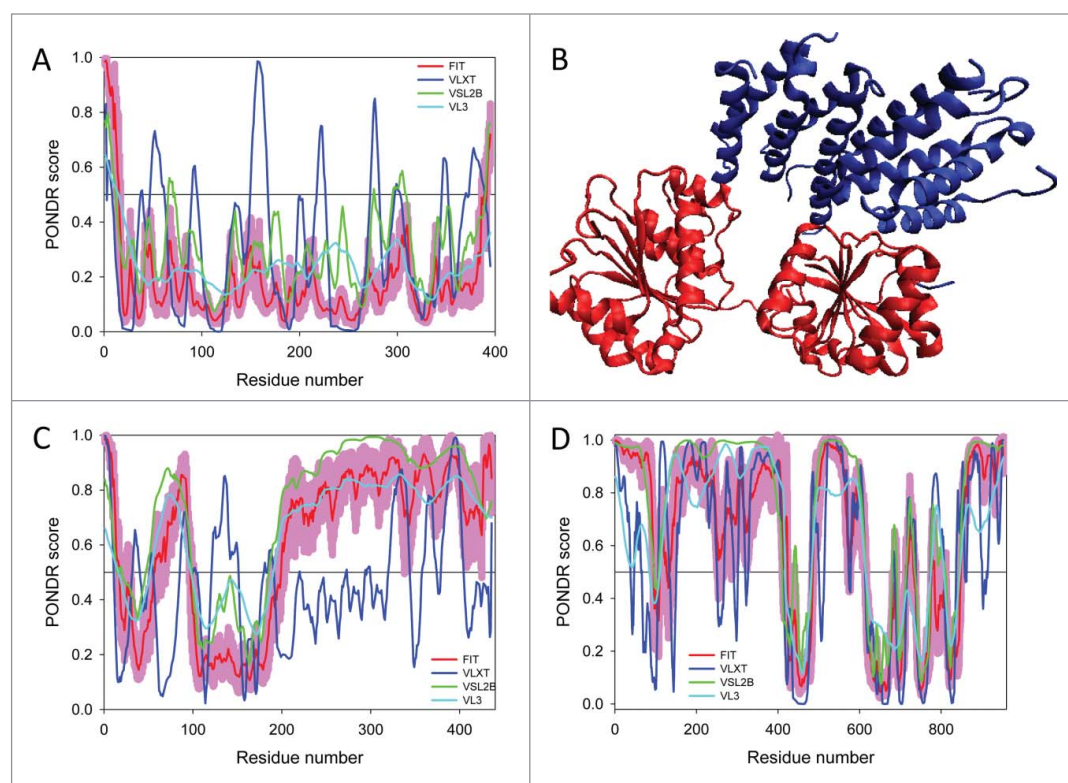 A
FIT
VLXT
VSL2B
VL3
PONDR score
1.0
0.8
0.6
0.4
0.2
0.0
0 100 200 300 400
Residue number
B
C
PONDR score
1.0
0.8
0.6
0.4
0.2
0.0
FIT
VLXT
VSL2B
VL3
0 100 200 300 400
Residue number
D
PONDR score
1.0
0.8
0.6
0.4
0.2
0.0
FIT
VLXT
VSL2B
VL3
0 200 400 600 800
Residue number